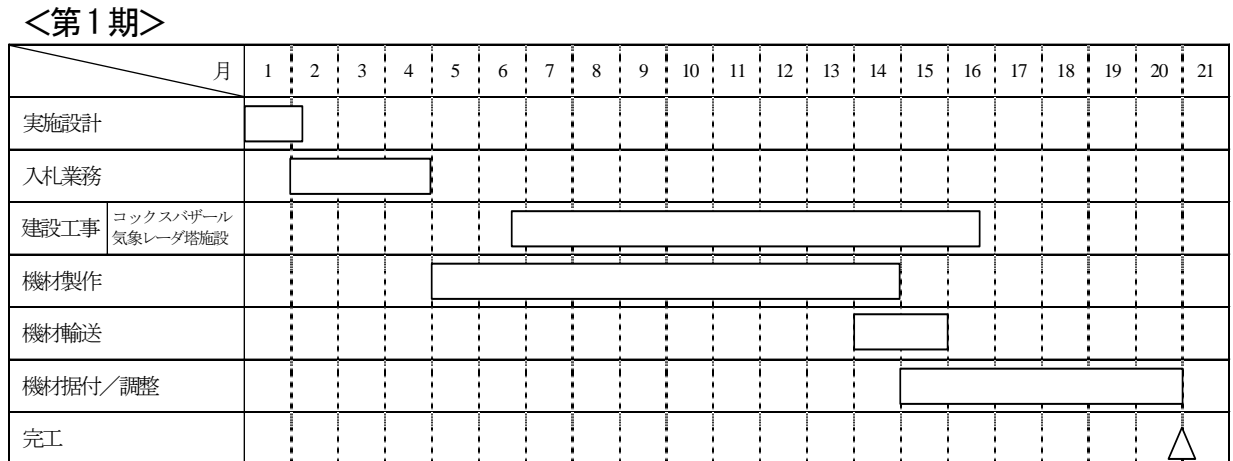 ＜第１期＞
月 1 2 3 4 5 6 7 8 9 10 11 12 13 14 15 16 17 18 19 20 21
実施設計
入札業務
建設工事 コックスバザール
気象レーダ塔施設
機材製作
機材輸送
機材据付／調整
完工